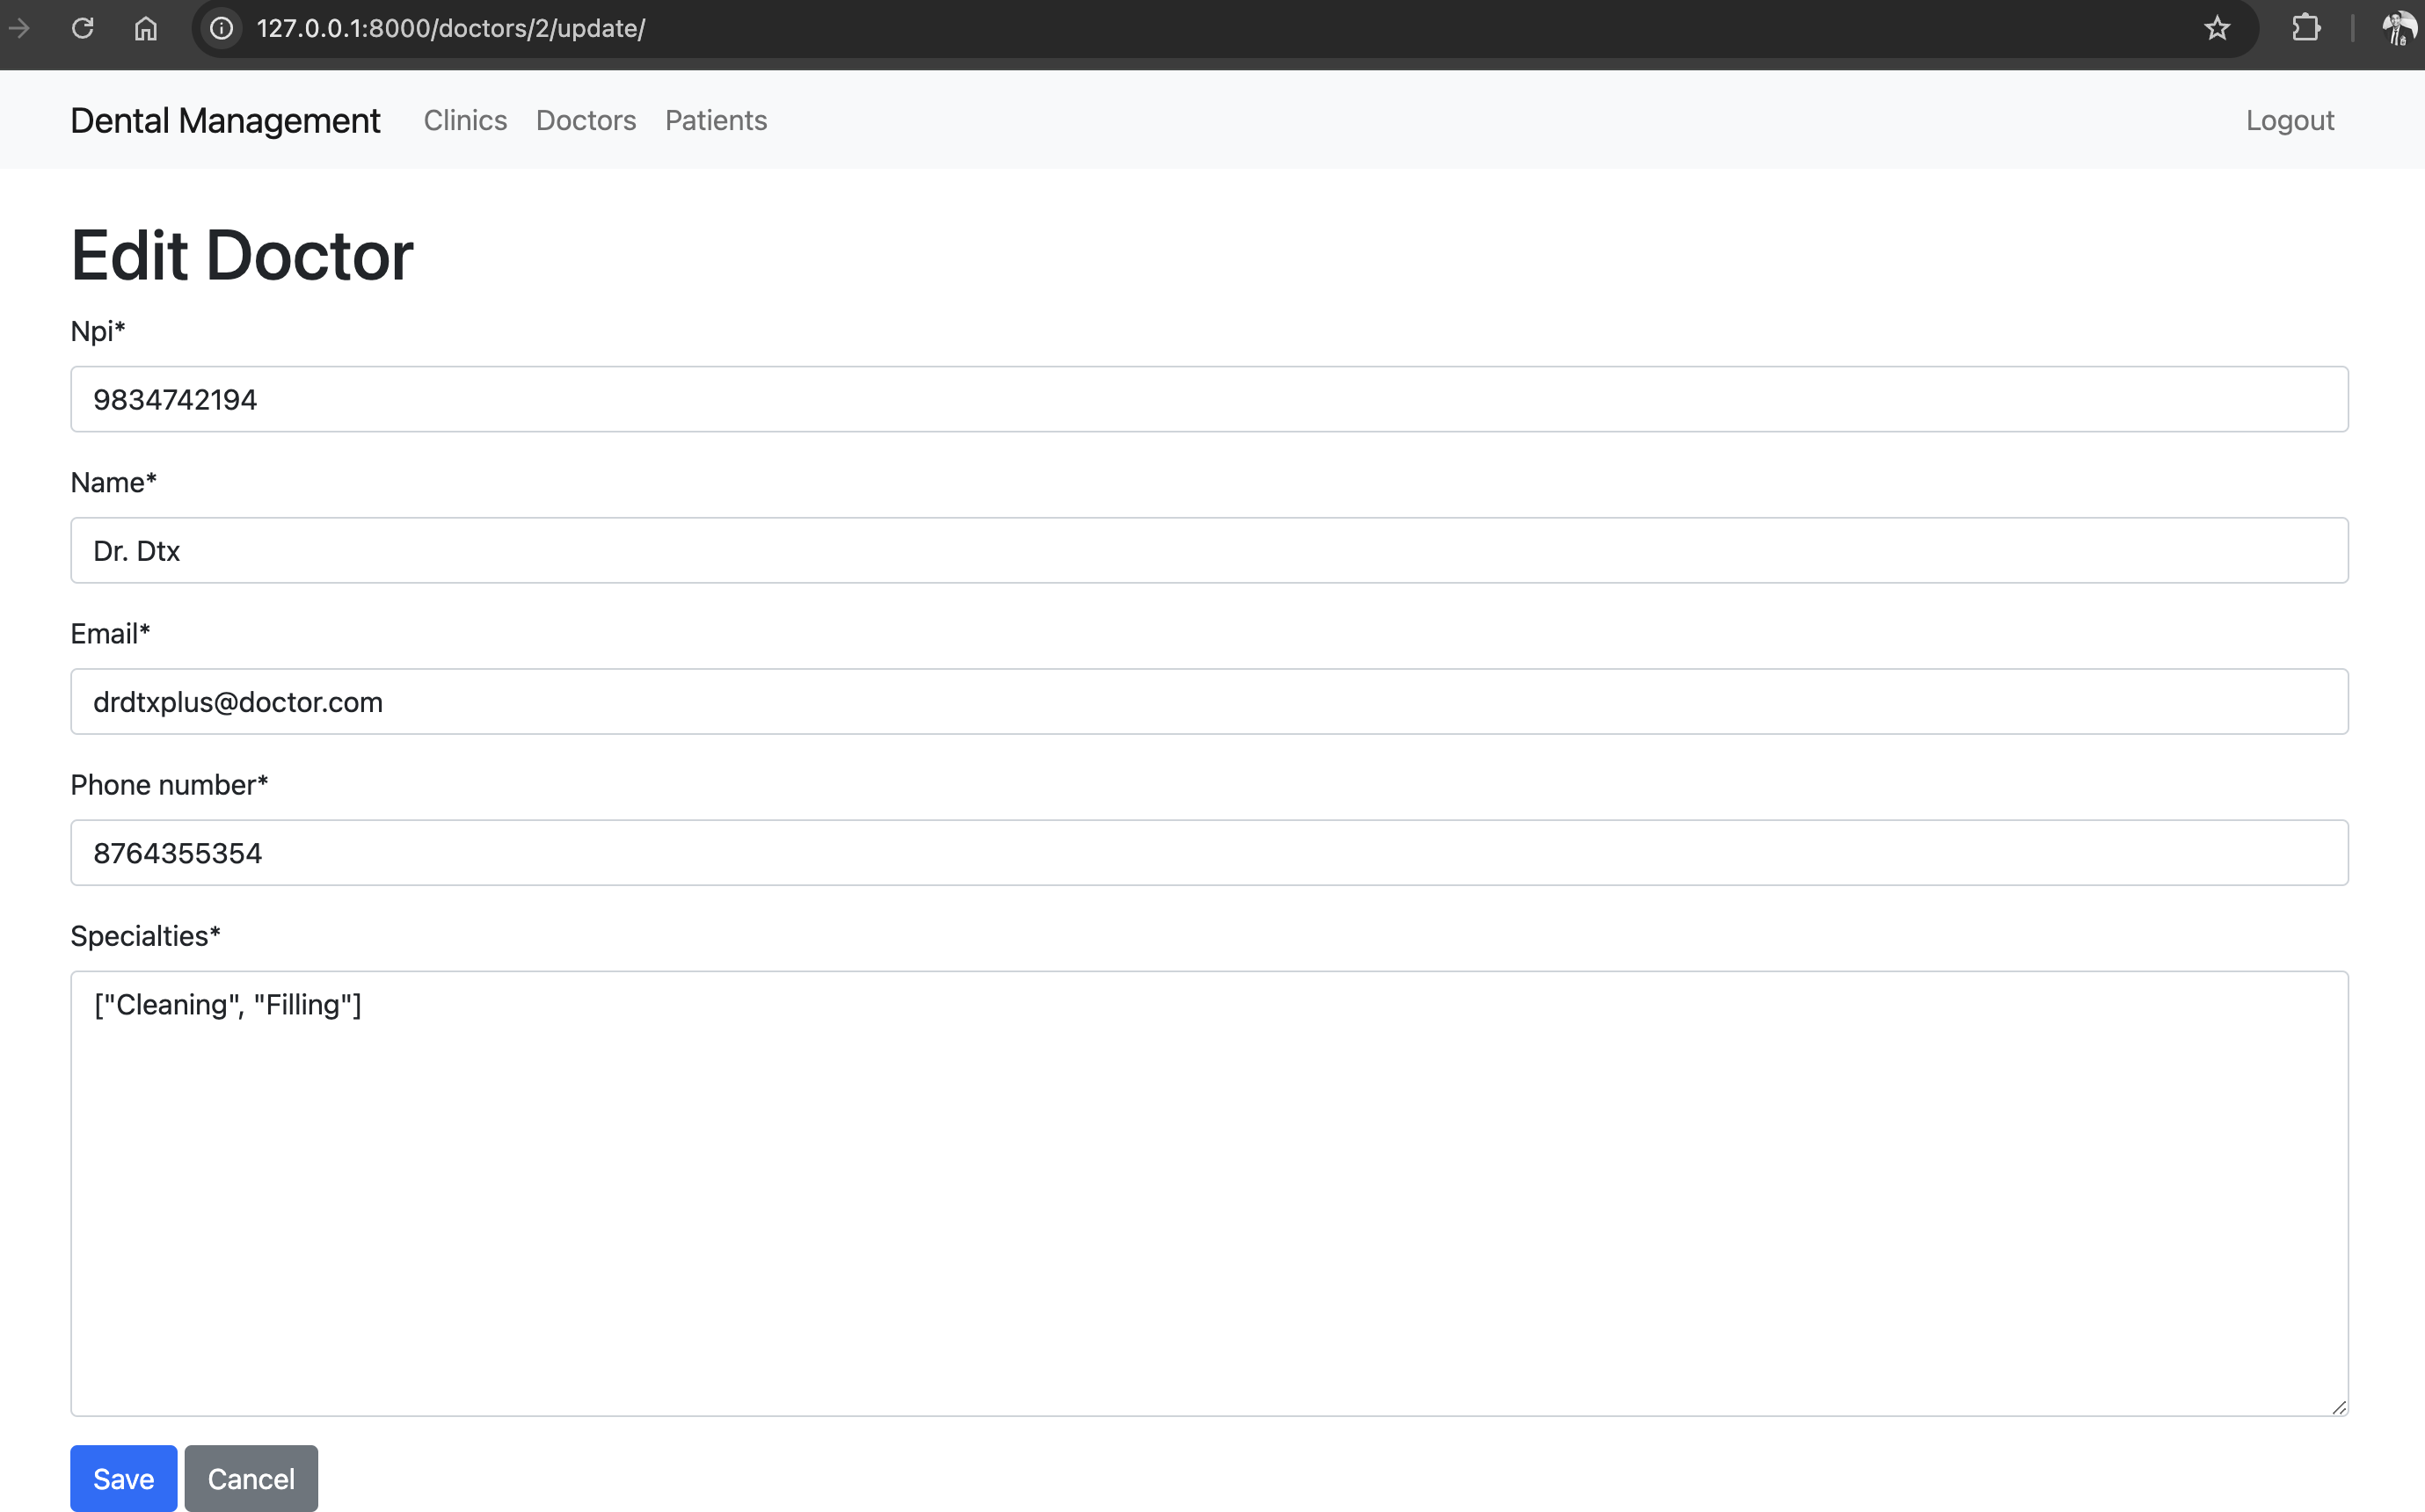 127.0.0.1:8000/doctors/2/update/
Dental Management Clinics Doctors Patients Logout
Edit Doctor
Npi*
9834742194
Name*
Dr. Dtx
Email*
drdtxplus@doctor.com
Phone number*
8764355354
Specialties*
["Cleaning", "Filling"]
Save Cancel